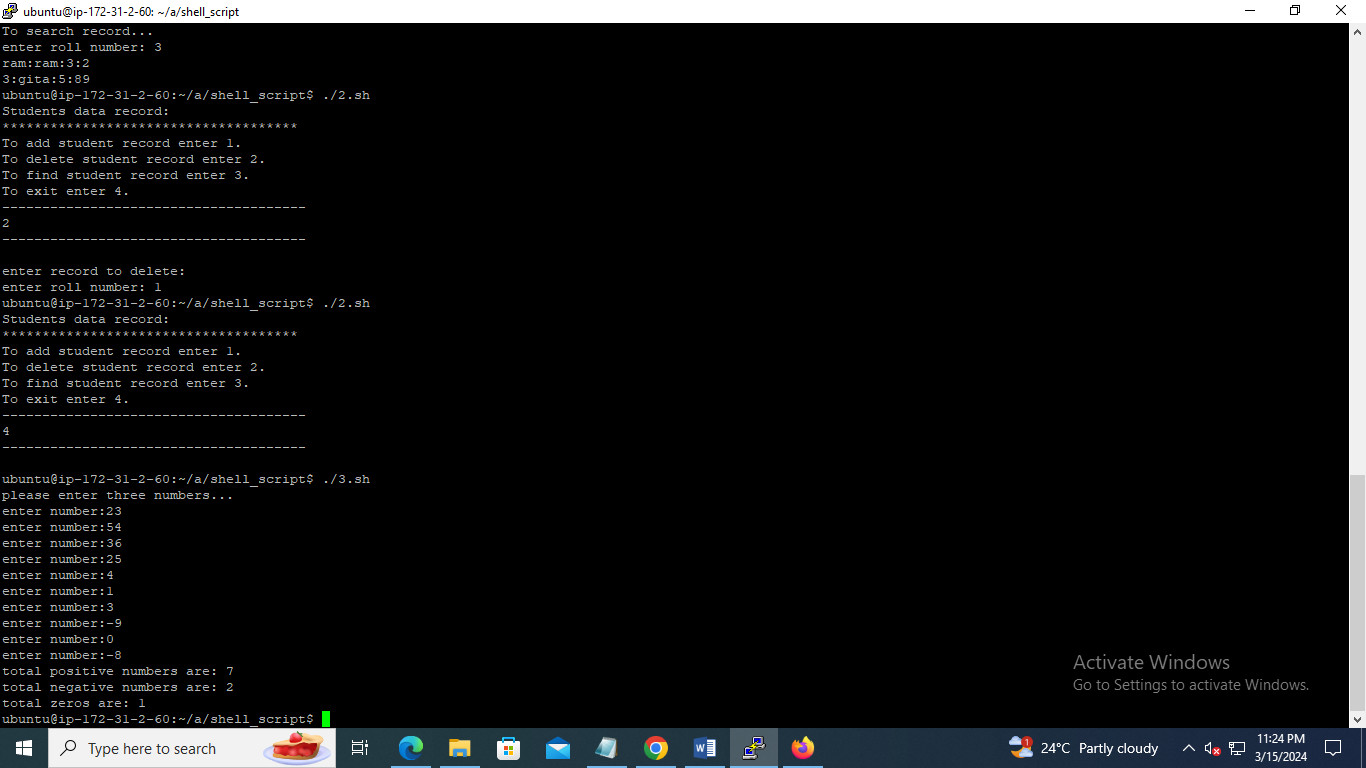 ubuntu@ip-172-31-2-60: ~/a/shell_script
To search record...
enter roll number: 3
ram:ram:3:2
3:gita:5:89
ubuntu@ip-172-31-2-60:~/a/shell_script$ ./2.sh
Students data record:
*************************************
To add student record enter 1.
To delete student record enter 2.
To find student record enter 3.
To exit enter 4.
--------------------------------------
2
--------------------------------------
enter record to delete:
enter roll number: 1
ubuntu@ip-172-31-2-60:~/a/shell_script$ ./2.sh
Students data record:
*************************************
To add student record enter 1.
To delete student record enter 2.
To find student record enter 3.
To exit enter 4.
--------------------------------------
4
--------------------------------------
ubuntu@ip-172-31-2-60:~/a/shell_script$ ./3.sh
please enter three numbers...
enter number:23
enter number:54
enter number:36
enter number:25
enter number:4
enter number:1
enter number:3
enter number:-9
enter number:0
enter number:-8
total positive numbers are: 7
total negative numbers are: 2
total zeros are: 1
ubuntu@ip-172-31-2-60:~/a/shell_script$
Activate Windows
Go to Settings to activate Windows.
Type here to search
1
24°C Partly cloudy
11:24 PM
3/15/2024